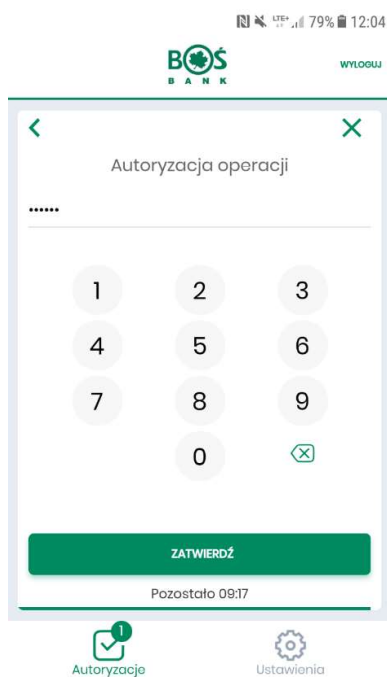 LTE+ 79% 12:04
BOŚ
BANK
WYLOGUJ
Autoryzacja operacji
••••••
1 2 3
4 5 6
7 8 9
0
ZATWIERDŹ
Pozostało 09:17
1
Autoryzacje Ustawienia